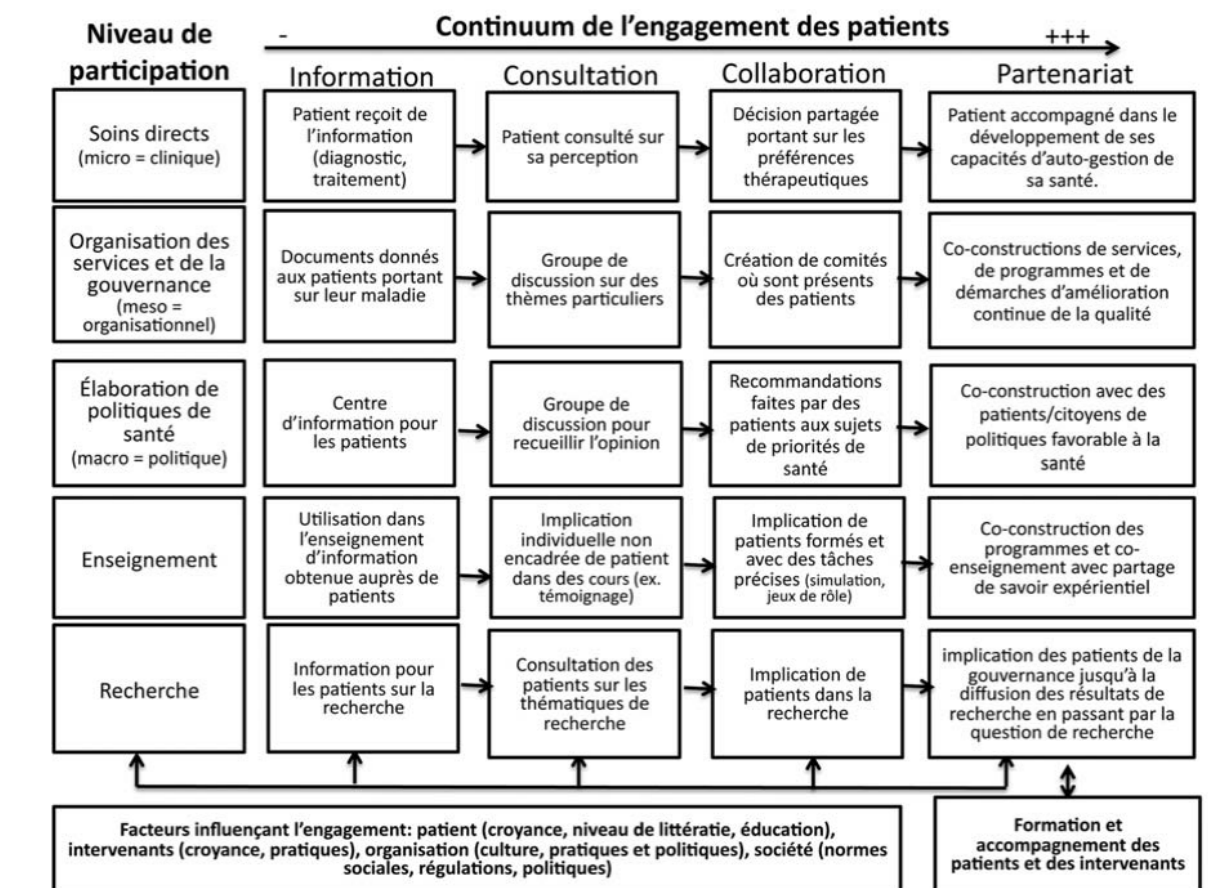 Niveau de
participation
Continuum de l’engagement des patients
-
+++
Information
Consultation
Collaboration
Partenariat
Soins directs
(micro = clinique)
Patient reçoit de
l’information
(diagnostic,
traitement)
Patient consulté sur
sa perception
Décision partagée
portant sur les
préférences
thérapeutiques
Patient accompagné dans le
développement de ses
capacités d’auto-gestion de
sa santé.
Organisation des
services et de la
gouvernance
(meso =
organisationnel)
Documents donnés
aux patients portant
sur leur maladie
Groupe de
discussion sur des
thèmes particuliers
Création de comités
où sont présents
des patients
Co-constructions de services,
de programmes et de
démarches d’amélioration
continue de la qualité
Élaboration de
politiques de
santé
(macro = politique)
Centre
d’information pour
les patients
Groupe de
discussion pour
recueillir l’opinion
Recommandations
faites par des
patients aux sujets
de priorités de
santé
Co-construction avec des
patients/citoyens de
politiques favorable à la
santé
Enseignement
Utilisation dans
l’enseignement
d’information
obtenue auprès de
patients
Implication
individuelle non
encadrée de patient
dans des cours (ex.
témoignage)
Implication de
patients formés et
avec des tâches
précises (simulation,
jeux de rôle)
Co-construction des
programmes et co-
enseignement avec partage
de savoir expérientiel
Recherche
Information pour
les patients sur la
recherche
Consultation des
patients sur les
thématiques de
recherche
Implication de
patients dans la
recherche
implication des patients de la
gouvernance jusqu’à la
diffusion des résultats de
recherche en passant par la
question de recherche
Facteurs influençant l’engagement: patient (croyance, niveau de littératie, éducation),
intervenants (croyance, pratiques), organisation (culture, pratiques et politiques), société (normes
sociales, régulations, politiques)
Formation et
accompagnement des
patients et des intervenants